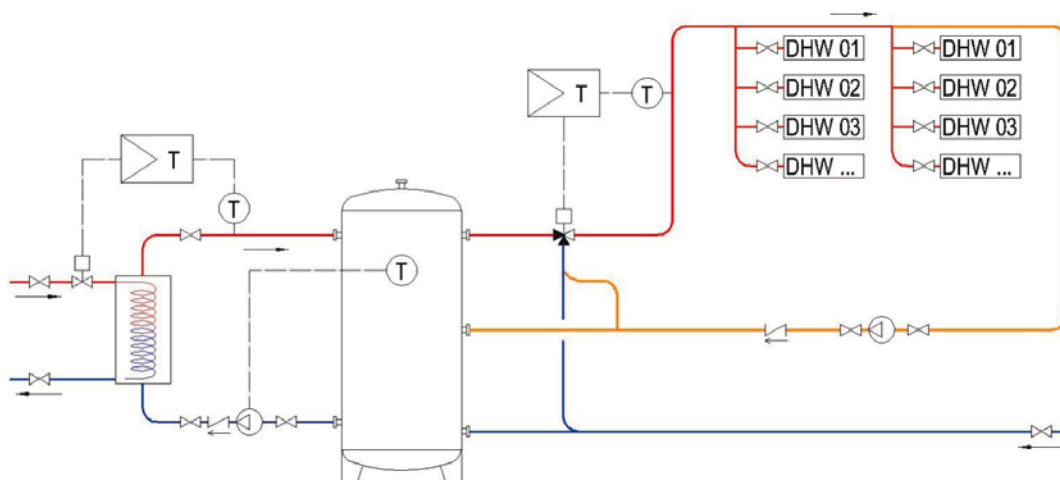 DHW 01 DHW 01
T T
DHW 02 DHW 02
DHW 03 DHW 03
T
DHW ... DHW ...
T
T